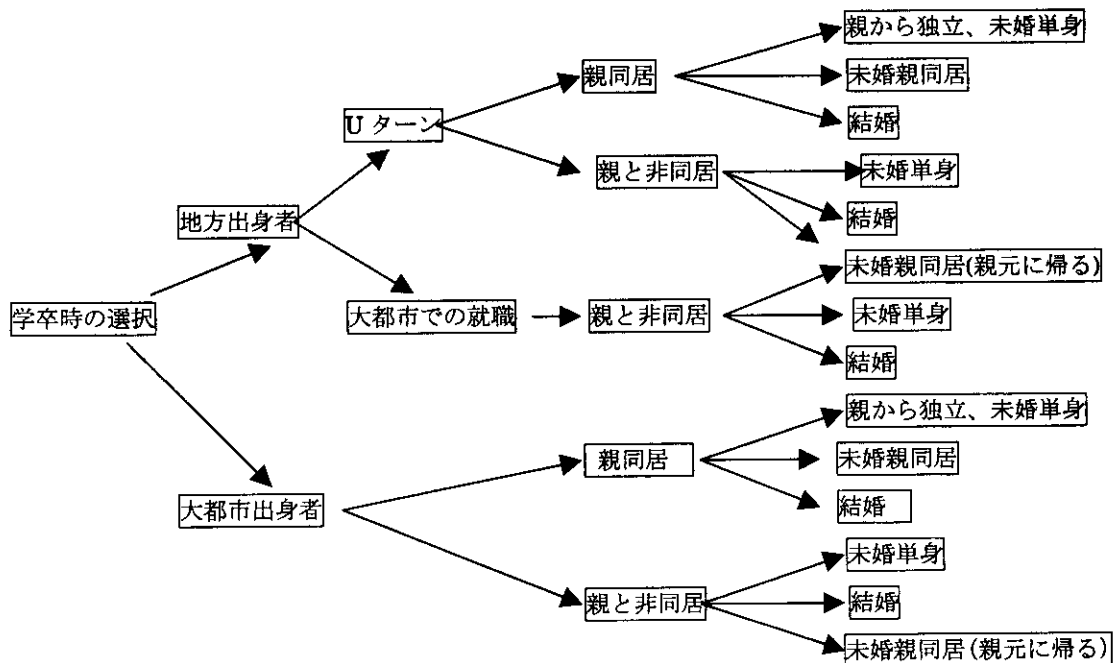 親から独立、未婚単身
親同居
未婚親同居
Uターン
結婚
親と非同居
未婚単身
地方出身者
結婚
未婚親同居(親元に帰る)
学卒時の選択
大都市での就職
親と非同居
未婚単身
結婚
親から独立、未婚単身
親同居
未婚親同居
大都市出身者
結婚
未婚単身
親と非同居
結婚
未婚親同居(親元に帰る)